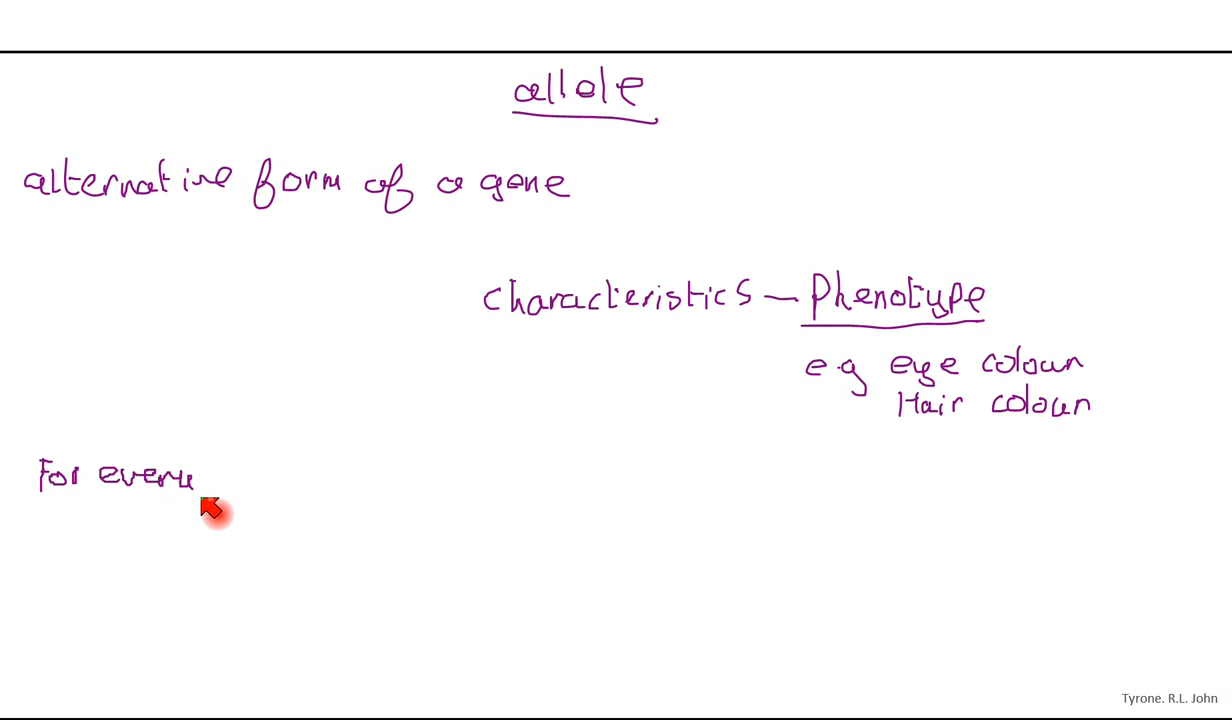 allele
alternative form of a gene
characteristics — Phenotype
e.g eye colour
Hair colour
For every
Tyrone. R.L. John